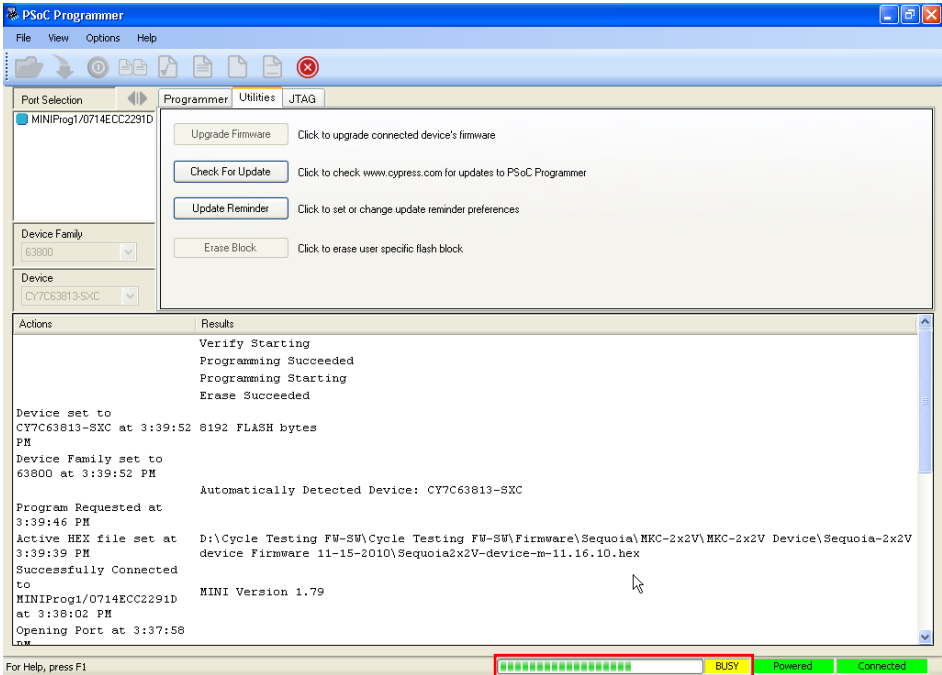 PSoC Programmer
File View Options Help
Port Selection
Programmer Utilities JTAG
MINIProg1/0714ECC2291D
Upgrade Firmware Click to upgrade connected device's firmware
Check For Update Click to check www.cypress.com for updates to PSoC Programmer
Update Reminder Click to set or change update reminder preferences
Erase Block Click to erase user specific flash block
Device Family
63800
Device
CY7C63813-SXC
Actions Results
Verify Starting
Programming Succeeded
Programming Starting
Erase Succeeded
Device set to
CY7C63813-SXC at 3:39:52 8192 FLASH bytes
PM
Device Family set to
63800 at 3:39:52 PM
Automatically Detected Device: CY7C63813-SXC
Program Requested at
3:39:46 PM
Active HEX file set at D:\Cycle Testing FW-SW\Cycle Testing FW-SW\Firmware\Sequoia\MKC-2x2V\MKC-2x2V Device\Sequoia-2x2V
3:39:39 PM device Firmware 11-15-2010\Sequoia2x2V-device-m-11.16.10.hex
Successfully Connected
to
MINIProg1/0714ECC2291D MINI Version 1.79
at 3:38:02 PM
Opening Port at 3:37:58
PM
For Help, press F1 BUSY Powered Connected